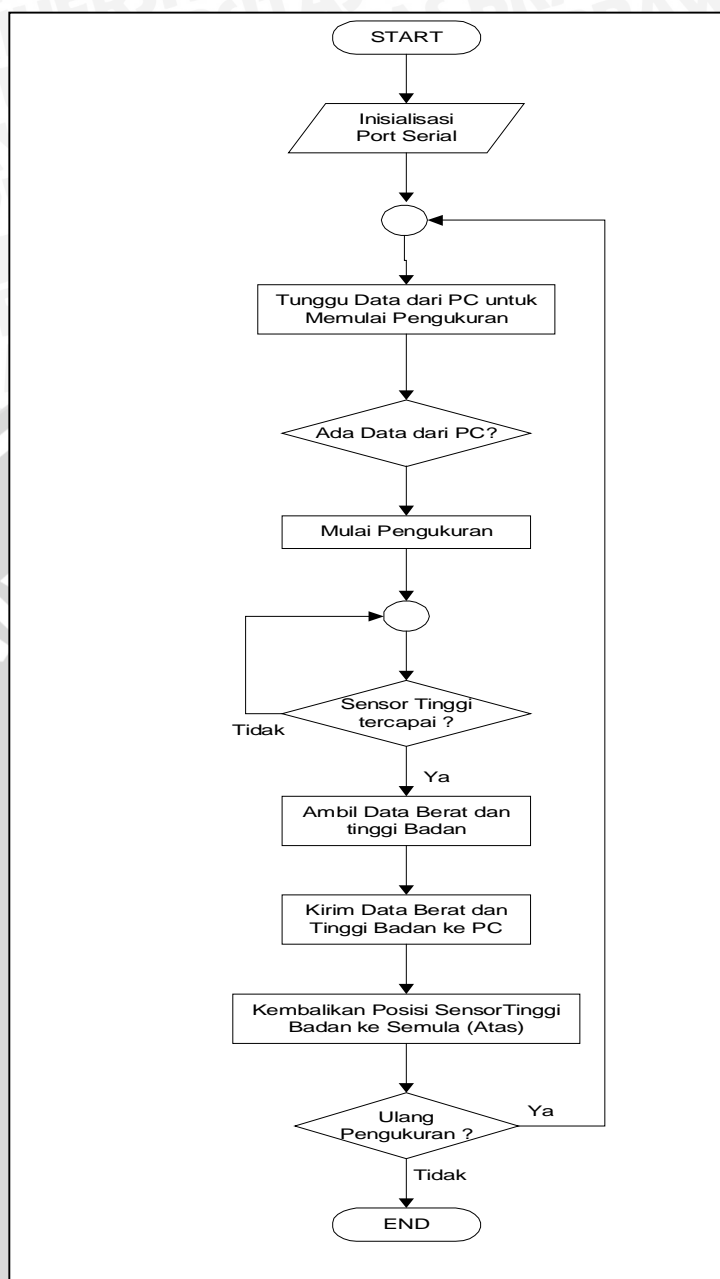 START
Inisialisasi
Port Serial
Tunggu Data dari PC untuk
Memulai Pengukuran
Ada Data dari PC?
Mulai Pengukuran
Sensor Tinggi
tercapai ?
Tidak
Ya
Ambil Data Berat dan
tinggi Badan
Kirim Data Berat dan
Tinggi Badan ke PC
Kembalikan Posisi SensorTinggi
Badan ke Semula (Atas)
Ulang
Pengukuran ?
Ya
Tidak
END